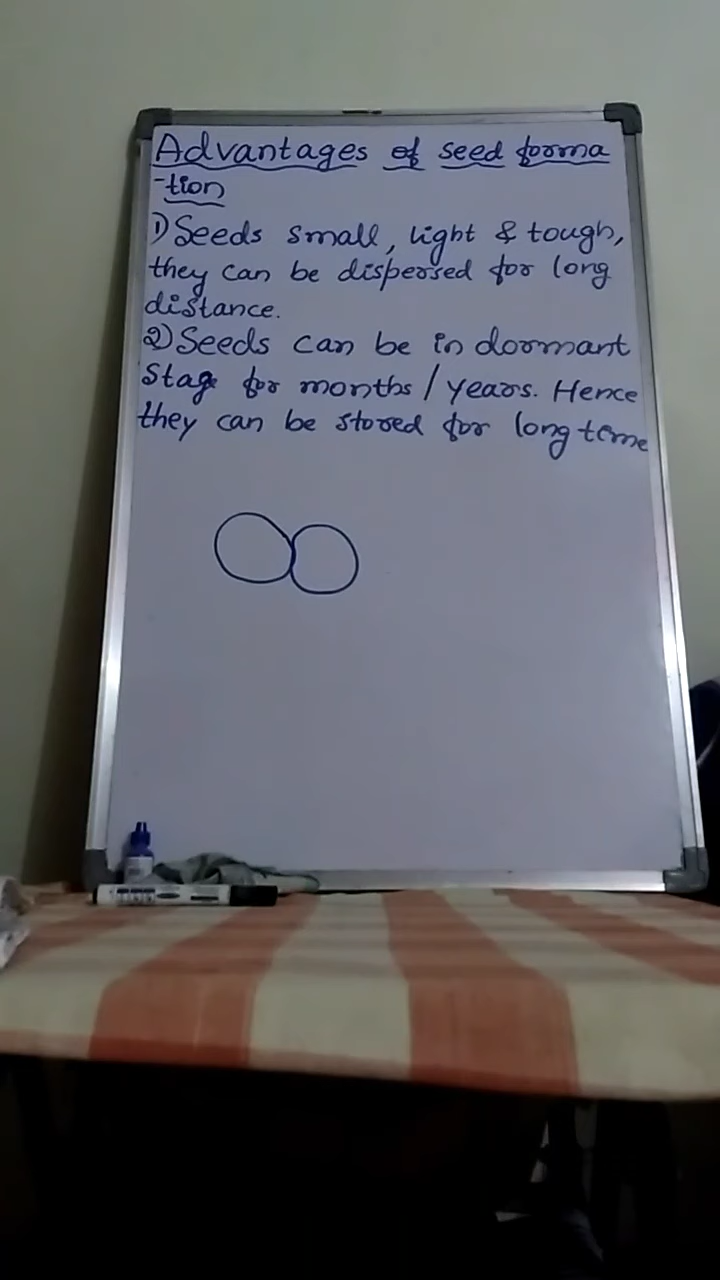 Advantages of seed forma
-tion
1) Seeds small, light & tough,
they can be dispersed for long
distance.
2) Seeds can be in dormant
stage for months / years. Hence
they can be stored for long time